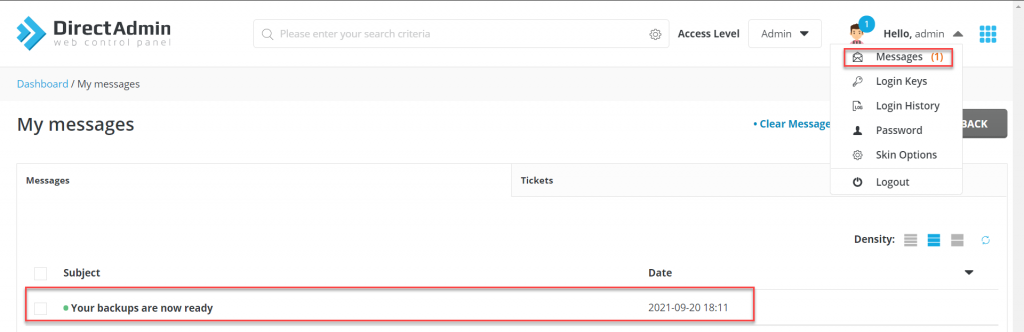 DirectAdmin
web control panel
Please enter your search criteria
Access Level
Admin
1
Hello, admin
Messages (1)
Login Keys
Login History
Password
Skin Options
Logout
Dashboard / My messages
My messages
• Clear Message
BACK
Messages
Tickets
Density:
Subject
Date
Your backups are now ready
2021-09-20 18:11